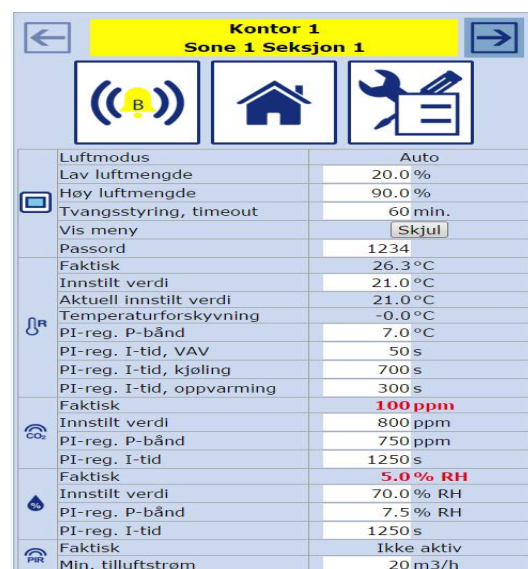 Kontor 1
Sone 1 Seksjon 1
B
Luftmodus Auto
Lav luftmengde 20.0 %
Høy luftmengde 90.0 %
Tvangsstyring, timeout 60 min.
Vis meny Skjul
Passord 1234
Faktisk 26.3 °C
Innstilt verdi 21.0 °C
Aktuell innstilt verdi 21.0 °C
Temperaturforskyvning -0.0 °C
R
PI-reg. P-bånd 7.0 °C
PI-reg. I-tid, VAV 50 s
PI-reg. I-tid, kjøling 700 s
PI-reg. I-tid, oppvarming 300 s
Faktisk 100 ppm
Innstilt verdi 800 ppm
CO₂
PI-reg. P-bånd 750 ppm
PI-reg. I-tid 1250 s
Faktisk 5.0 % RH
Innstilt verdi 70.0 % RH
%
PI-reg. P-bånd 7.5 % RH
PI-reg. I-tid 1250 s
Faktisk Ikke aktiv
PIR
Min. tilluftstrøm 20 m3/h